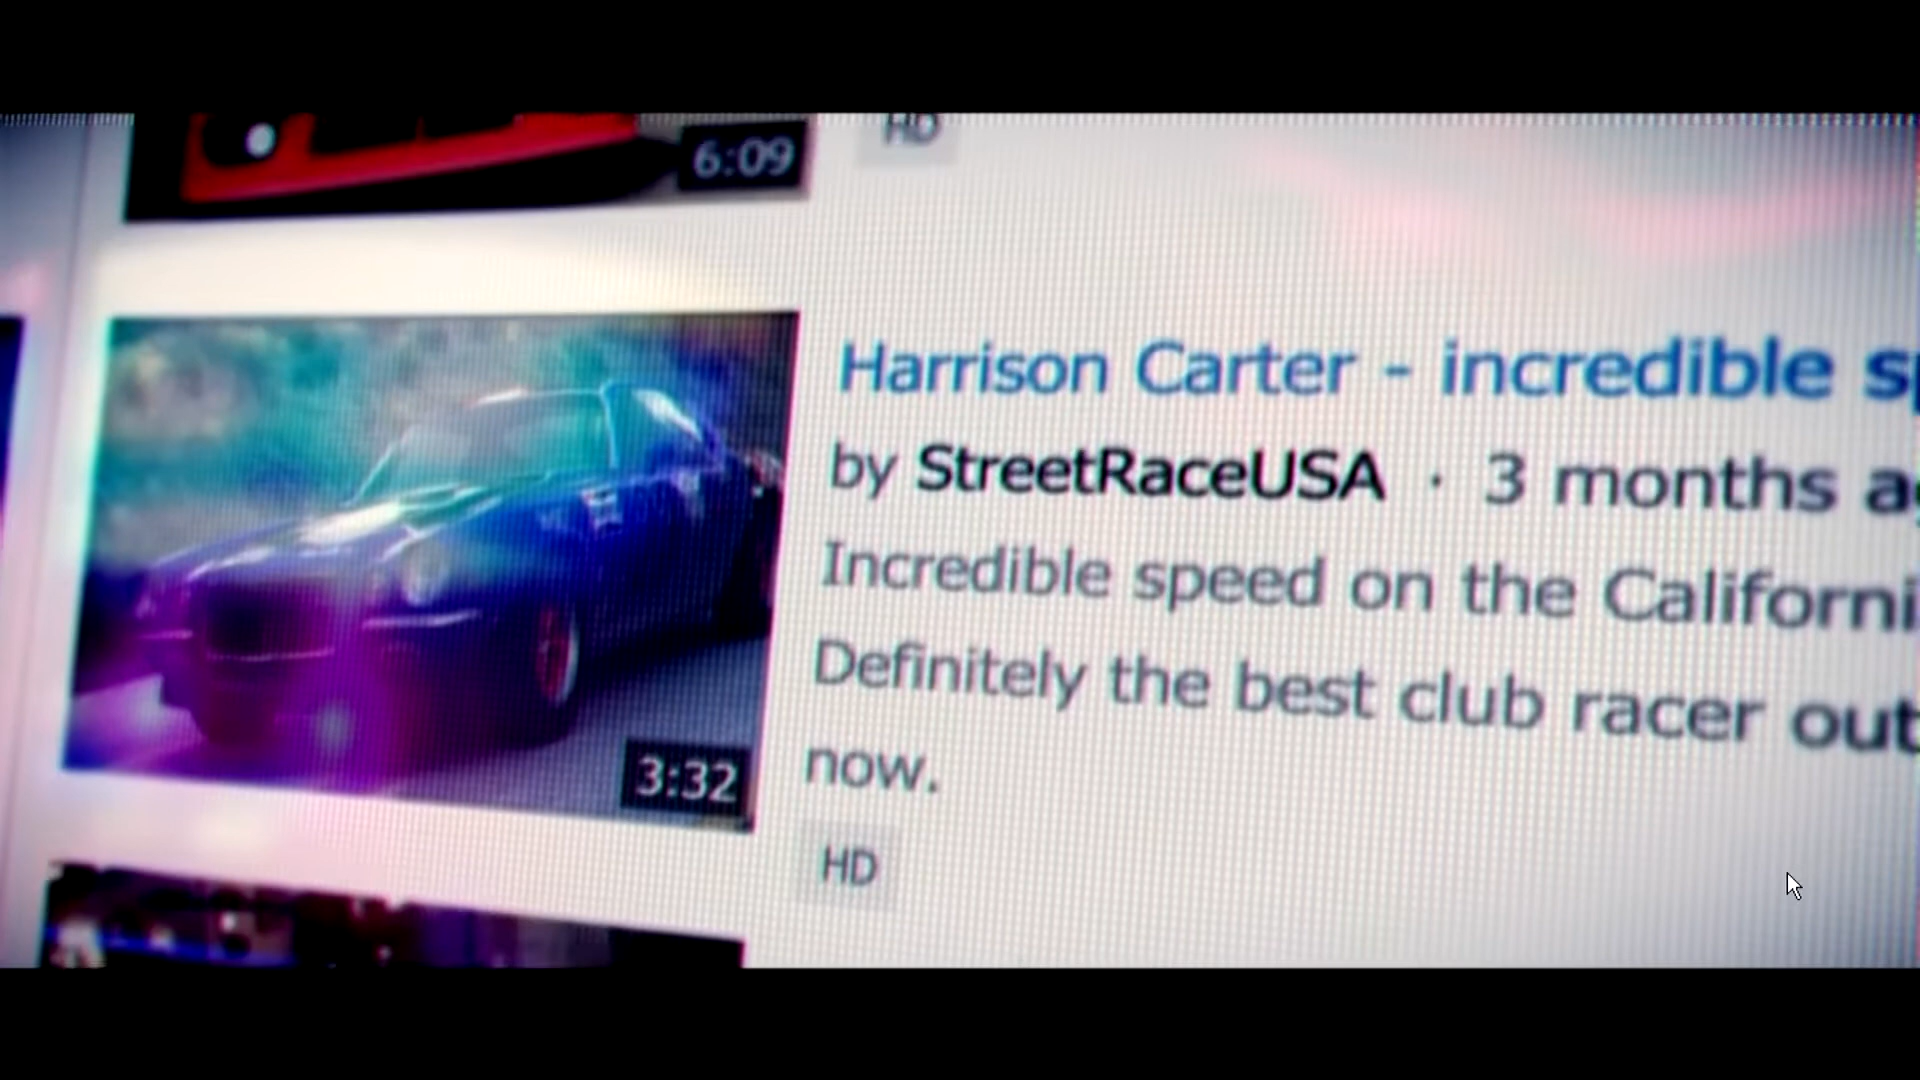 6:09
HD
Harrison Carter - incredible
by StreetRaceUSA · 3 months
Incredible speed on the
Definitely the best club racer out
now.
3:32
HD